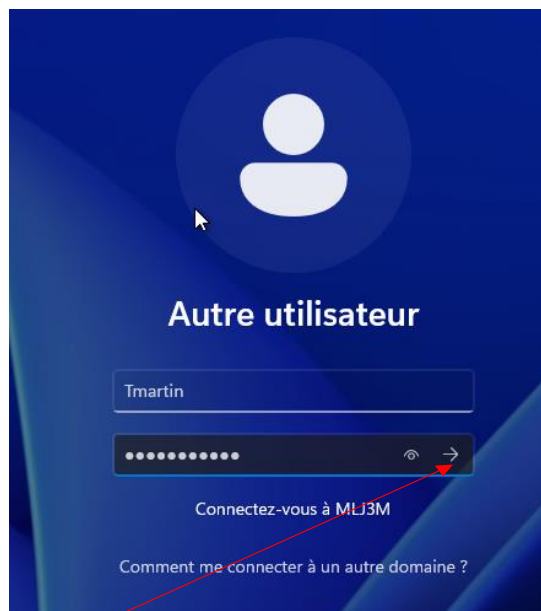 Autre utilisateur
Tmartin
•••••••••••
Connectez-vous à MLJ3M
Comment me connecter à un autre domaine ?